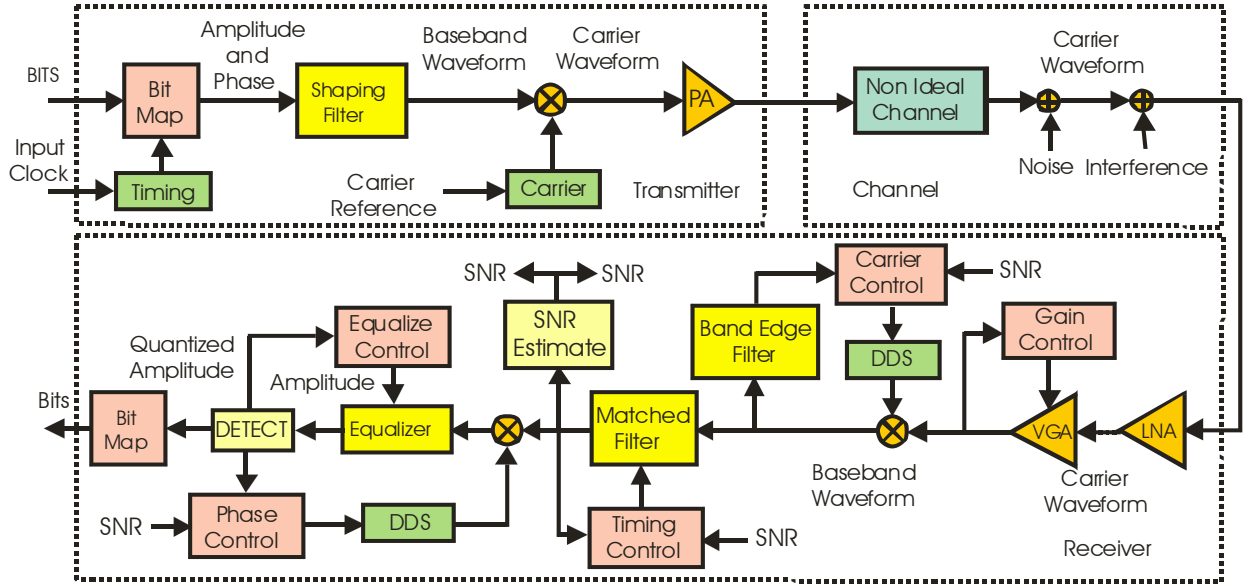 Amplitude
and
Phase
Baseband
Waveform
Carrier
Waveform
Carrier
Waveform
BITS
Bit
Map
Shaping
Filter
PA
Non Ideal
Channel
Input
Clock
Timing
Carrier
Reference
Carrier
Transmitter
Noise
Interference
Channel
SNR
SNR
Carrier
Control
SNR
Equalize
Control
SNR
Estimate
Band Edge
Filter
DDS
Gain
Control
Quantized
Amplitude
Amplitude
Bits
Bit
Map
DETECT
Equalizer
Matched
Filter
VGA
LNA
Baseband
Waveform
Carrier
Waveform
SNR
Phase
Control
DDS
Timing
Control
SNR
Receiver